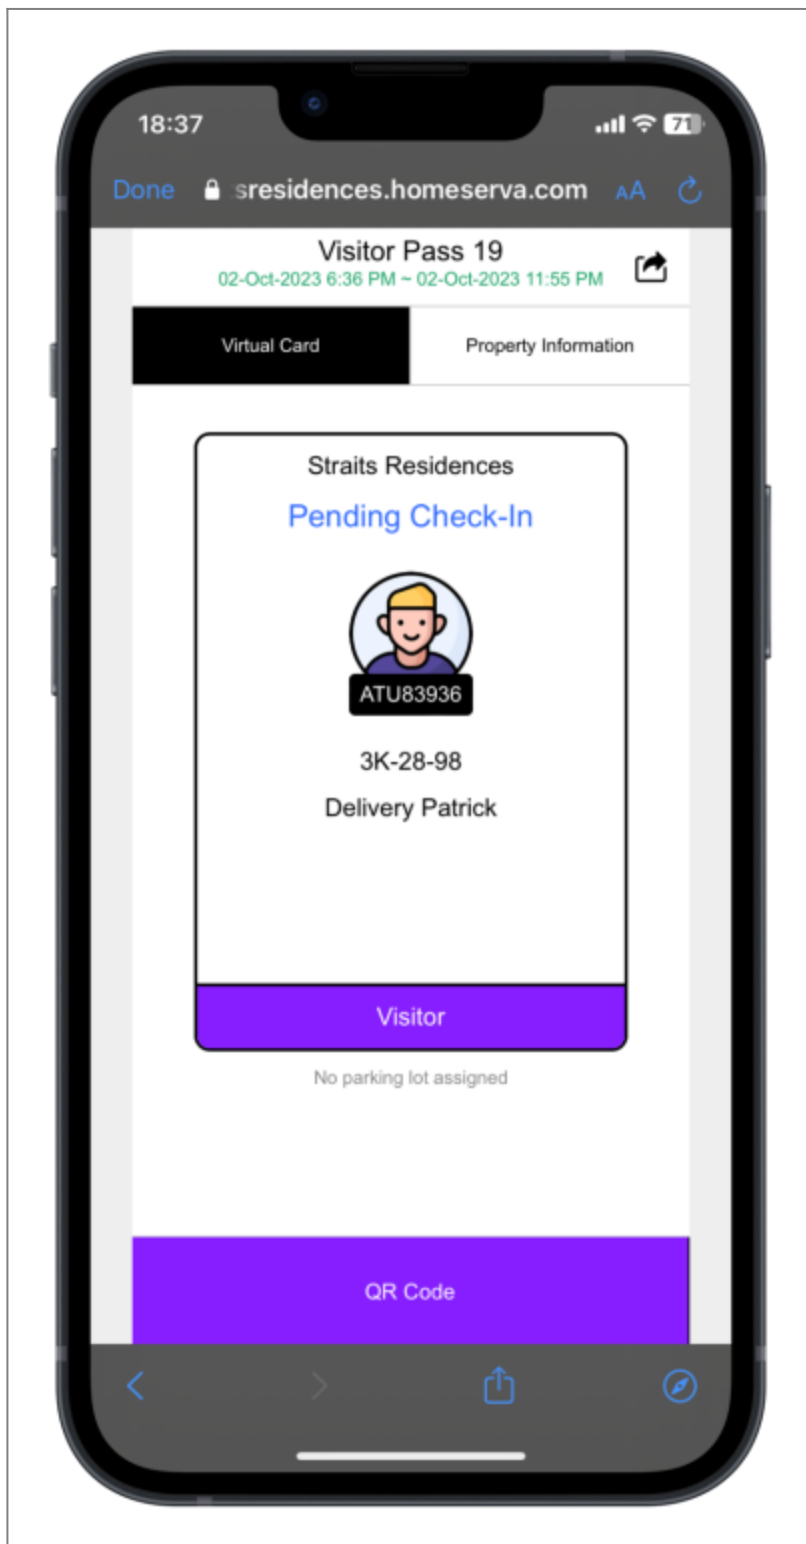 18:37
71
Done sresidences.homeserva.com AA
Visitor Pass 19
02-Oct-2023 6:36 PM ~ 02-Oct-2023 11:55 PM
Virtual Card Property Information
Straits Residences
Pending Check-In
ATU83936
3K-28-98
Delivery Patrick
Visitor
No parking lot assigned
QR Code